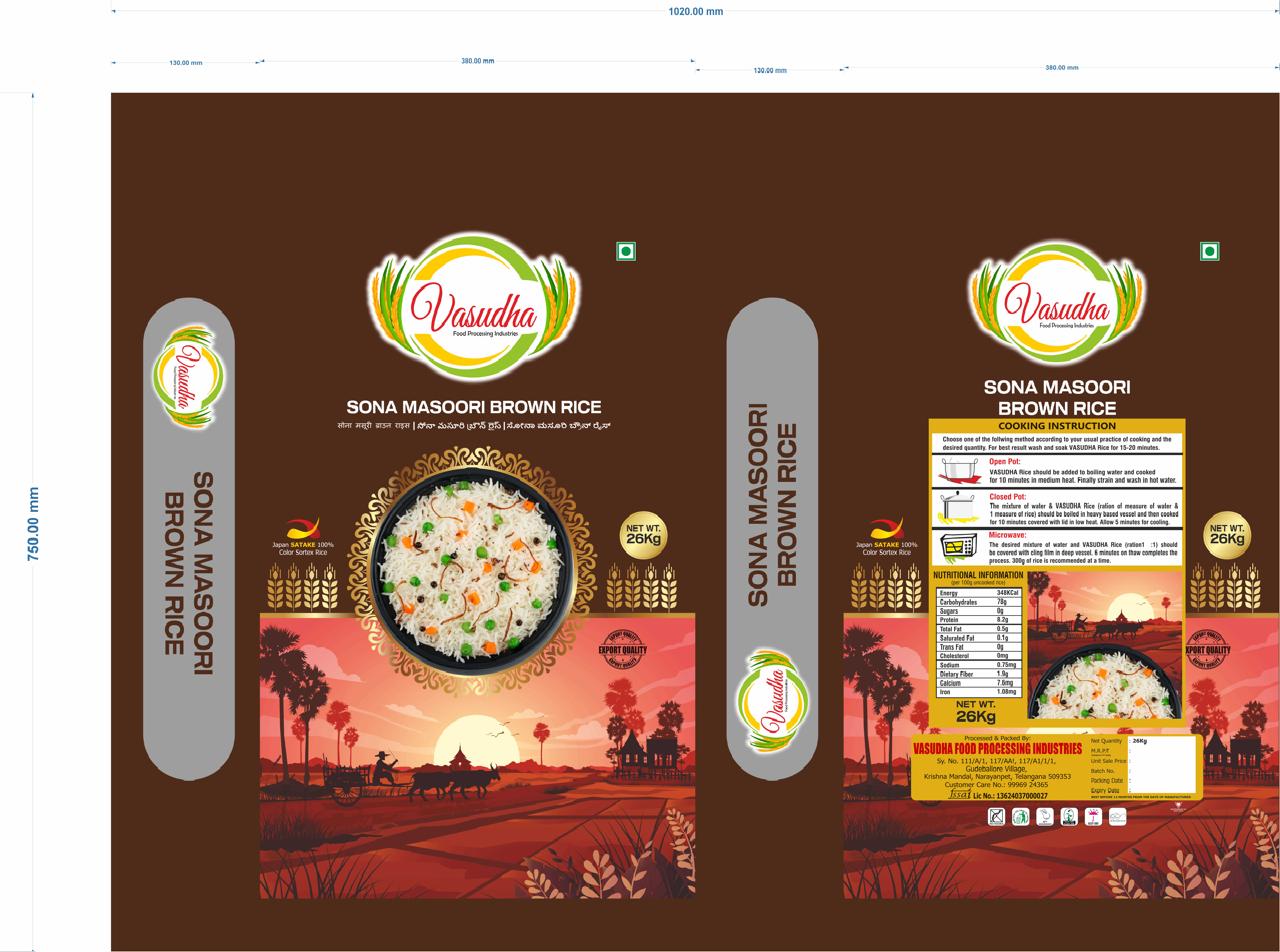 1020.00 mm
130.00 mm
380.00 mm
130.00 mm
380.00 mm
750.00 mm
Vasudha
SONA MASOORI
BROWN RICE
Vasudha
Food Processing Industries
SONA MASOORI BROWN RICE
सोना मसूरी ब्राउन राइस | సోనా మసూరి బ్రౌన్ రైస్ | ಸೋನಾ ಮಸೂರಿ ಬ್ರೌನ್ ರೈಸ್
Japan SATAKE 100%
Color Sortex Rice
NET WT.
26Kg
EXPORT QUALITY
EXPORT QUALITY
EXPORT QUALITY
SONA MASOORI
BROWN RICE
Vasudha
Vasudha
Food Processing Industries
SONA MASOORI
BROWN RICE
COOKING INSTRUCTION
Choose one of the follwing method according to your usual practice of cooking and the
desired quantity. For best result wash and soak VASUDHA Rice for 15-20 minutes.
Open Pot:
VASUDHA Rice should be added to boiling water and cooked
for 10 minutes in medium heat. Finally strain and wash in hot water.
Closed Pot:
The mixture of water & VASUDHA Rice (ration of measure of water &
1 measure of rice) should be boiled in heavy based vessel and then cooked
for 10 minutes covered with lid in low heat. Allow 5 minutes for cooling.
Microwave:
The desired mixture of water and VASUDHA Rice (ration1 :1) should
be covered with cling film in deep vessel. 6 minutes on thaw completes the
process. 300g of rice is recommended at a time.
Japan SATAKE 100%
Color Sortex Rice
NET WT.
26Kg
NUTRITIONAL INFORMATION
(per 100g uncooked rice)
Energy 348KCal
Carbohydrates 78g
Sugars 0g
Protein 8.2g
Total Fat 0.5g
Saturated Fat 0.1g
Trans Fat 0g
Cholesterol 0mg
Sodium 0.75mg
Dietary Fiber 1.9g
Calcium 7.6mg
Iron 1.08mg
NET WT.
26Kg
EXPORT QUALITY
EXPORT QUALITY
EXPORT QUALITY
Processed & Packed By:
VASUDHA FOOD PROCESSING INDUSTRIES
Sy. No. 111/A/1, 117/AA!, 117/A1/1/1,
Gudeballore Village,
Krishna Mandal, Narayanpet, Telangana 509353
Customer Care No.: 99969 24365
fssai Lic No.: 13624037000027
Net Quantity : 26Kg
M.R.P.₹ :
Unit Sale Price :
Batch No. :
Packing Date :
Expiry Date :